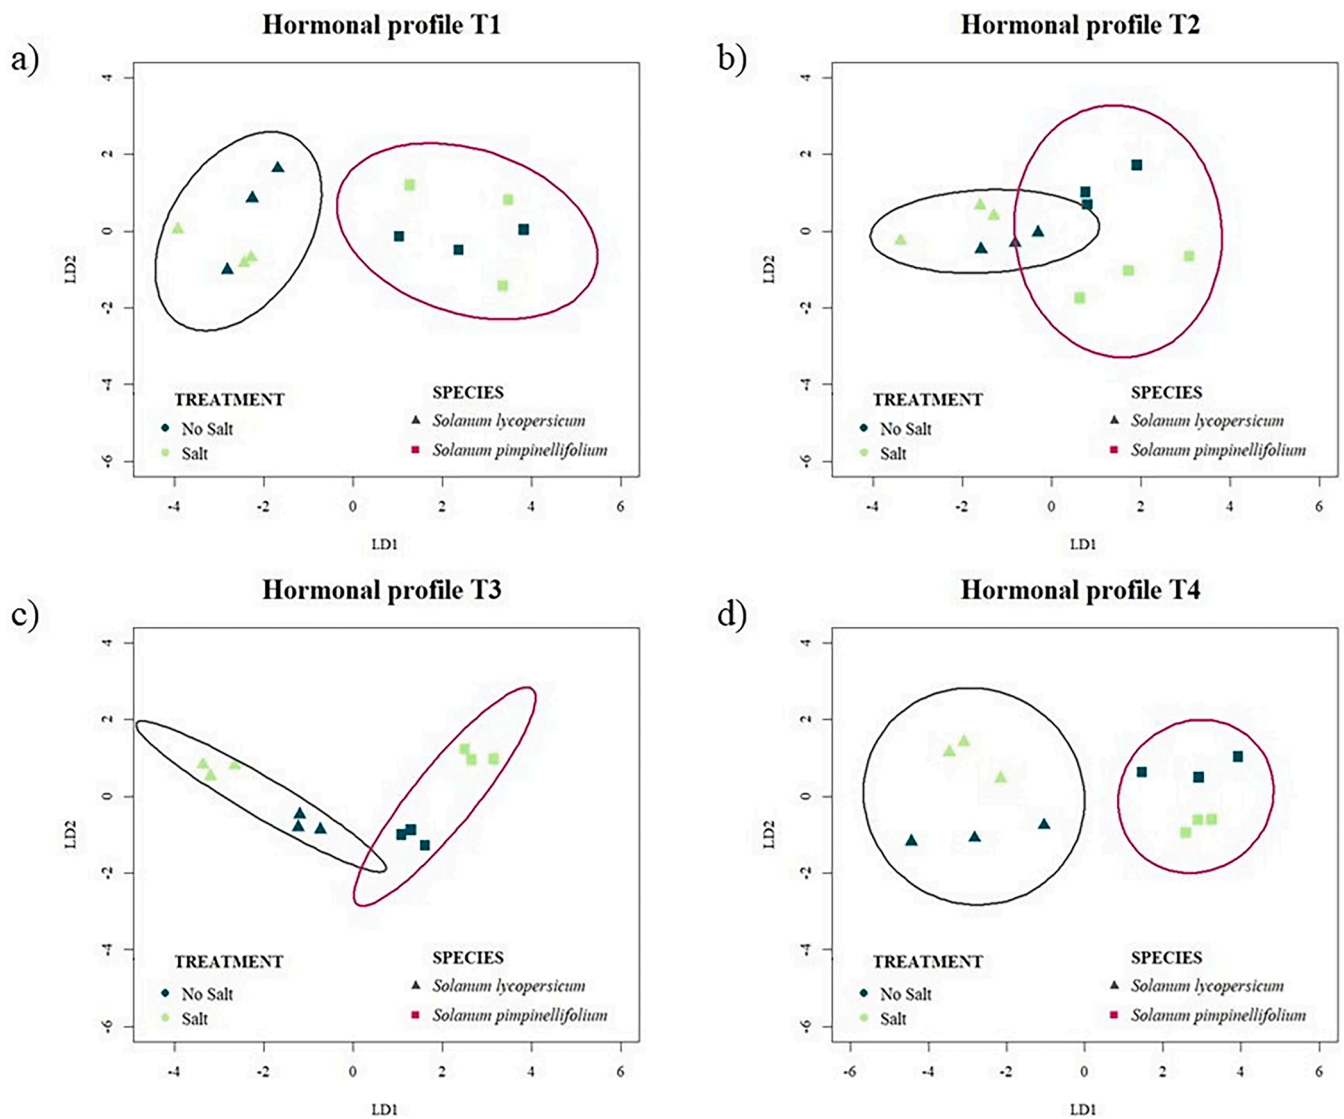 Hormonal profile T1
a)
4
2
0
-2
-4
-6
LD2
TREATMENT
No Salt
Salt
SPECIES
Solanum lycopersicum
Solanum pimpinellifolium
-4 -2 0 2 4 6
LD1
Hormonal profile T2
b)
4
2
0
-2
-4
-6
LD2
TREATMENT
No Salt
Salt
SPECIES
Solanum lycopersicum
Solanum pimpinellifolium
-4 -2 0 2 4 6
LD1
Hormonal profile T3
c)
4
2
0
-2
-4
-6
LD2
TREATMENT
No Salt
Salt
SPECIES
Solanum lycopersicum
Solanum pimpinellifolium
-4 -2 0 2 4 6
LD1
Hormonal profile T4
d)
4
2
0
-2
-4
-6
LD2
TREATMENT
No Salt
Salt
SPECIES
Solanum lycopersicum
Solanum pimpinellifolium
-6 -4 -2 0 2 4 6
LD1